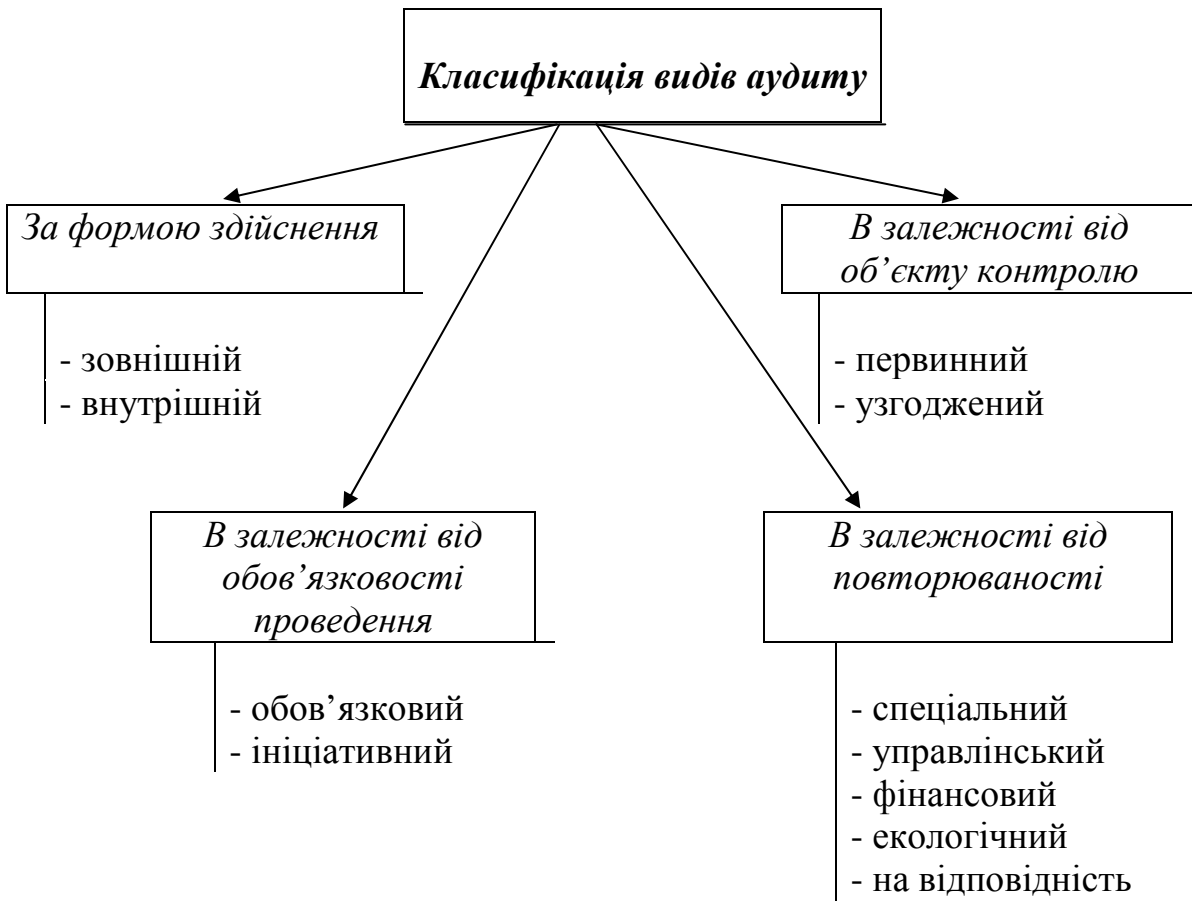 Класифікація видів аудиту
За формою здійснення
- зовнішній
- внутрішній
В залежності від
об’єкту контролю
- первинний
- узгоджений
В залежності від
обов’язковості
проведення
- обов’язковий
- ініціативний
В залежності від
повторюваності
- спеціальний
- управлінський
- фінансовий
- екологічний
- на відповідність